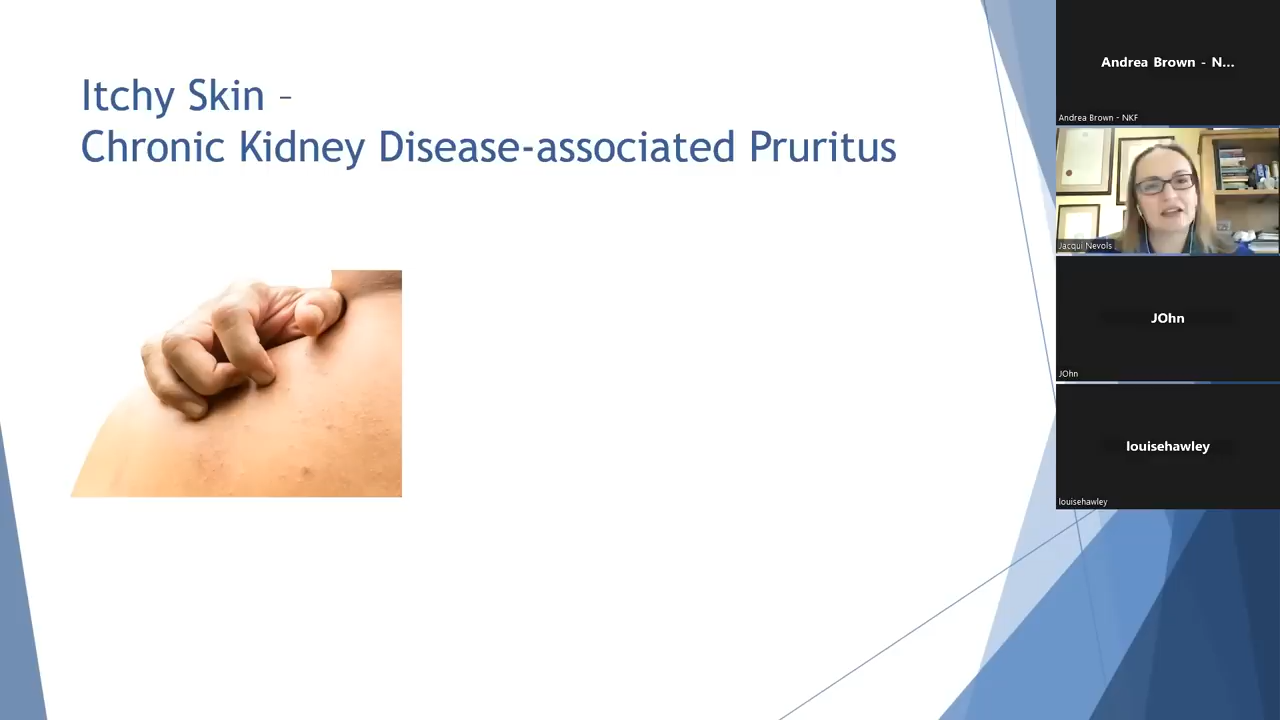 Itchy Skin –
Chronic Kidney Disease-associated Pruritus
Andrea Brown - N...
Andrea Brown - NKF
Jacqui Nevols
JOhn
JOhn
louisehawley
louisehawley